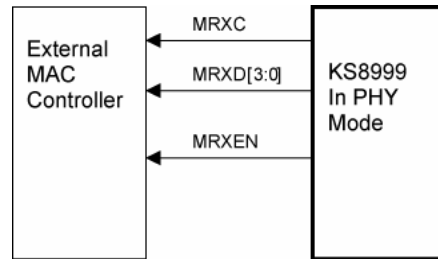 External
MAC
Controller
MRXC
MRXD[3:0]
MRXEN
KS8999
In PHY
Mode